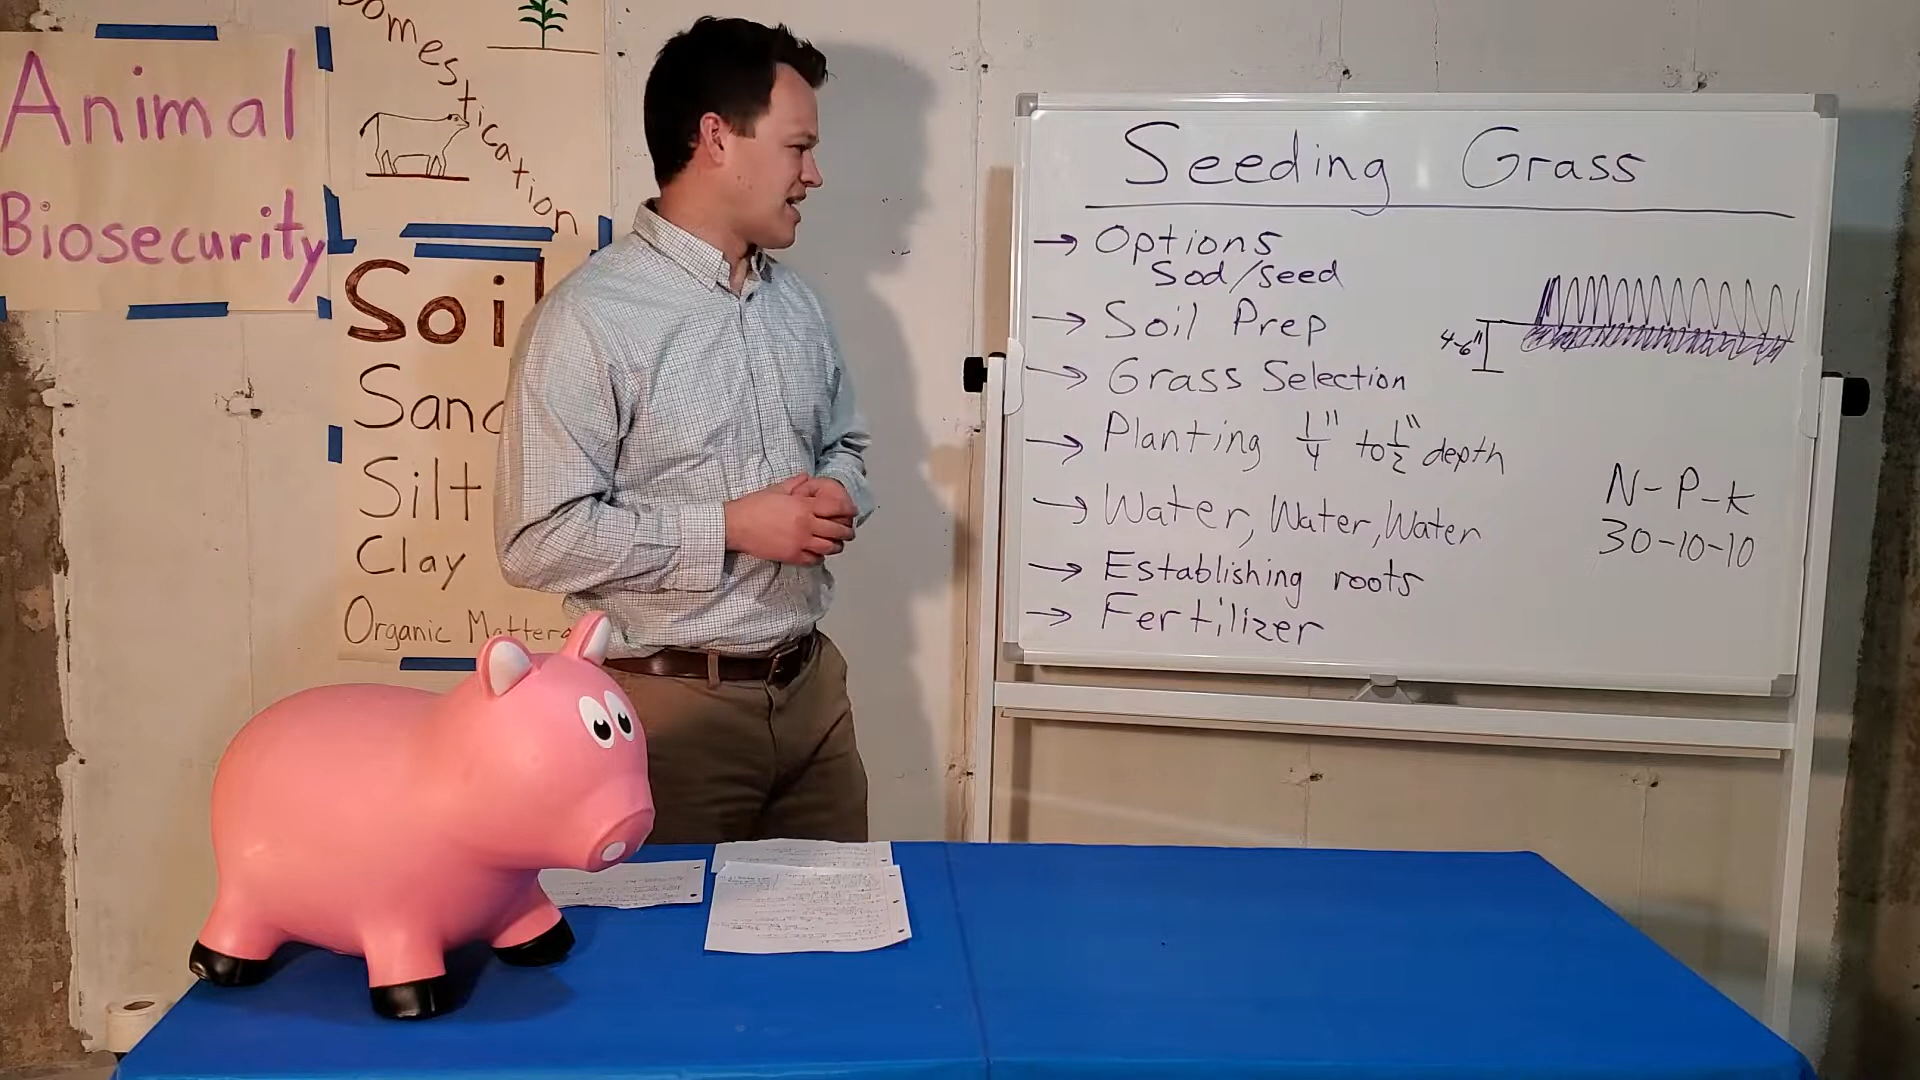 Animal
Biosecurity
Domestication
Soil
Sand
Silt
Clay
Organic Matter
Seeding Grass
→ Options
Sod/seed
→ Soil Prep
→ Grass Selection
→ Planting 1/4" to 1/2" depth
→ Water, Water, Water
→ Establishing roots
→ Fertilizer
4-6"
N-P-K
30-10-10